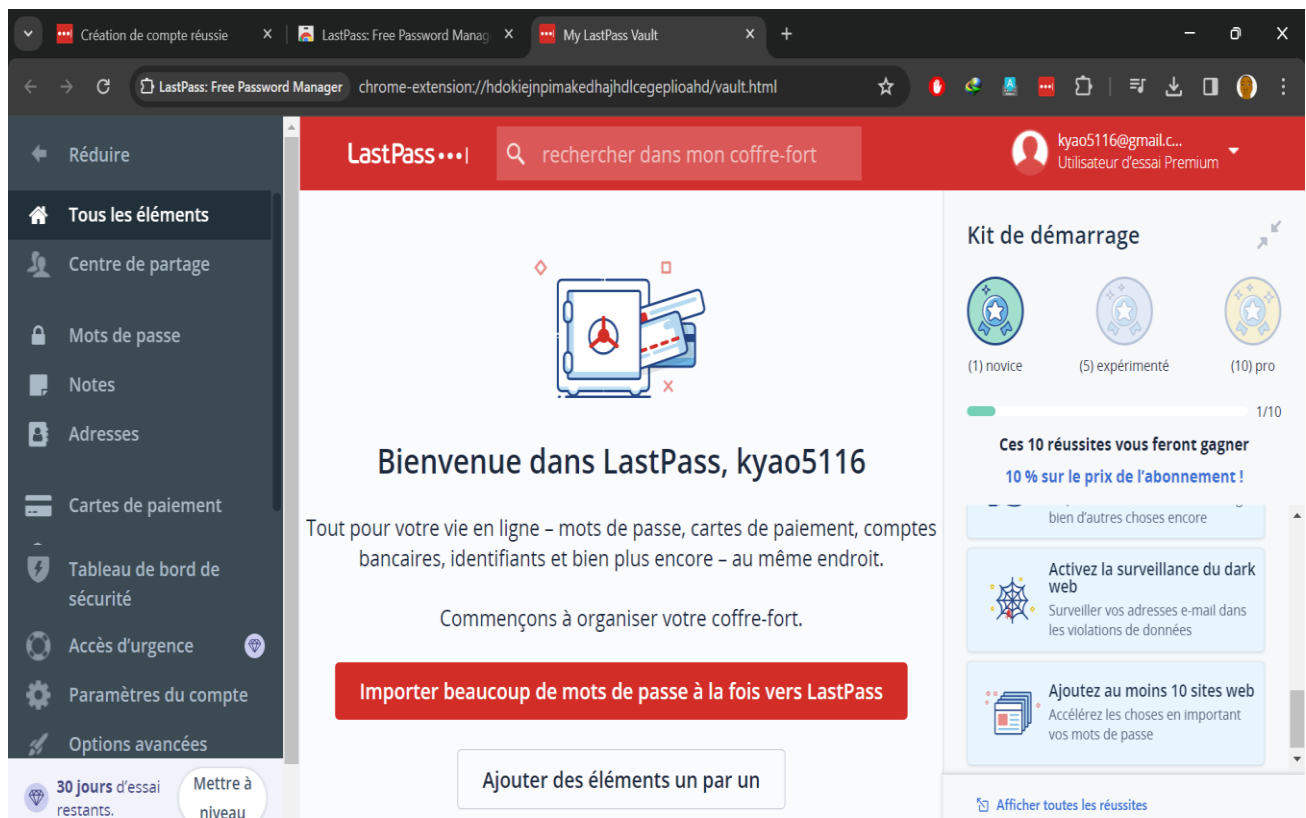 Création de compte réussie
LastPass: Free Password Manag
My LastPass Vault
LastPass: Free Password Manager
chrome-extension://hdokiejnpimakedhajhdlcegeplioahd/vault.html
Réduire
Tous les éléments
Centre de partage
Mots de passe
Notes
Adresses
Cartes de paiement
Tableau de bord de
sécurité
Accès d'urgence
Paramètres du compte
Options avancées
30 jours d'essai
restants.
Mettre à
niveau
LastPass
rechercher dans mon coffre-fort
kyao5116@gmail.c...
Utilisateur d'essai Premium
Bienvenue dans LastPass, kyao5116
Tout pour votre vie en ligne – mots de passe, cartes de paiement, comptes
bancaires, identifiants et bien plus encore – au même endroit.
Commençons à organiser votre coffre-fort.
Importer beaucoup de mots de passe à la fois vers LastPass
Ajouter des éléments un par un
Kit de démarrage
(1) novice
(5) expérimenté
(10) pro
1/10
Ces 10 réussites vous feront gagner
10 % sur le prix de l'abonnement !
bien d'autres choses encore
Activez la surveillance du dark
web
Surveiller vos adresses e-mail dans
les violations de données
Ajoutez au moins 10 sites web
Accélérez les choses en important
vos mots de passe
Afficher toutes les réussites